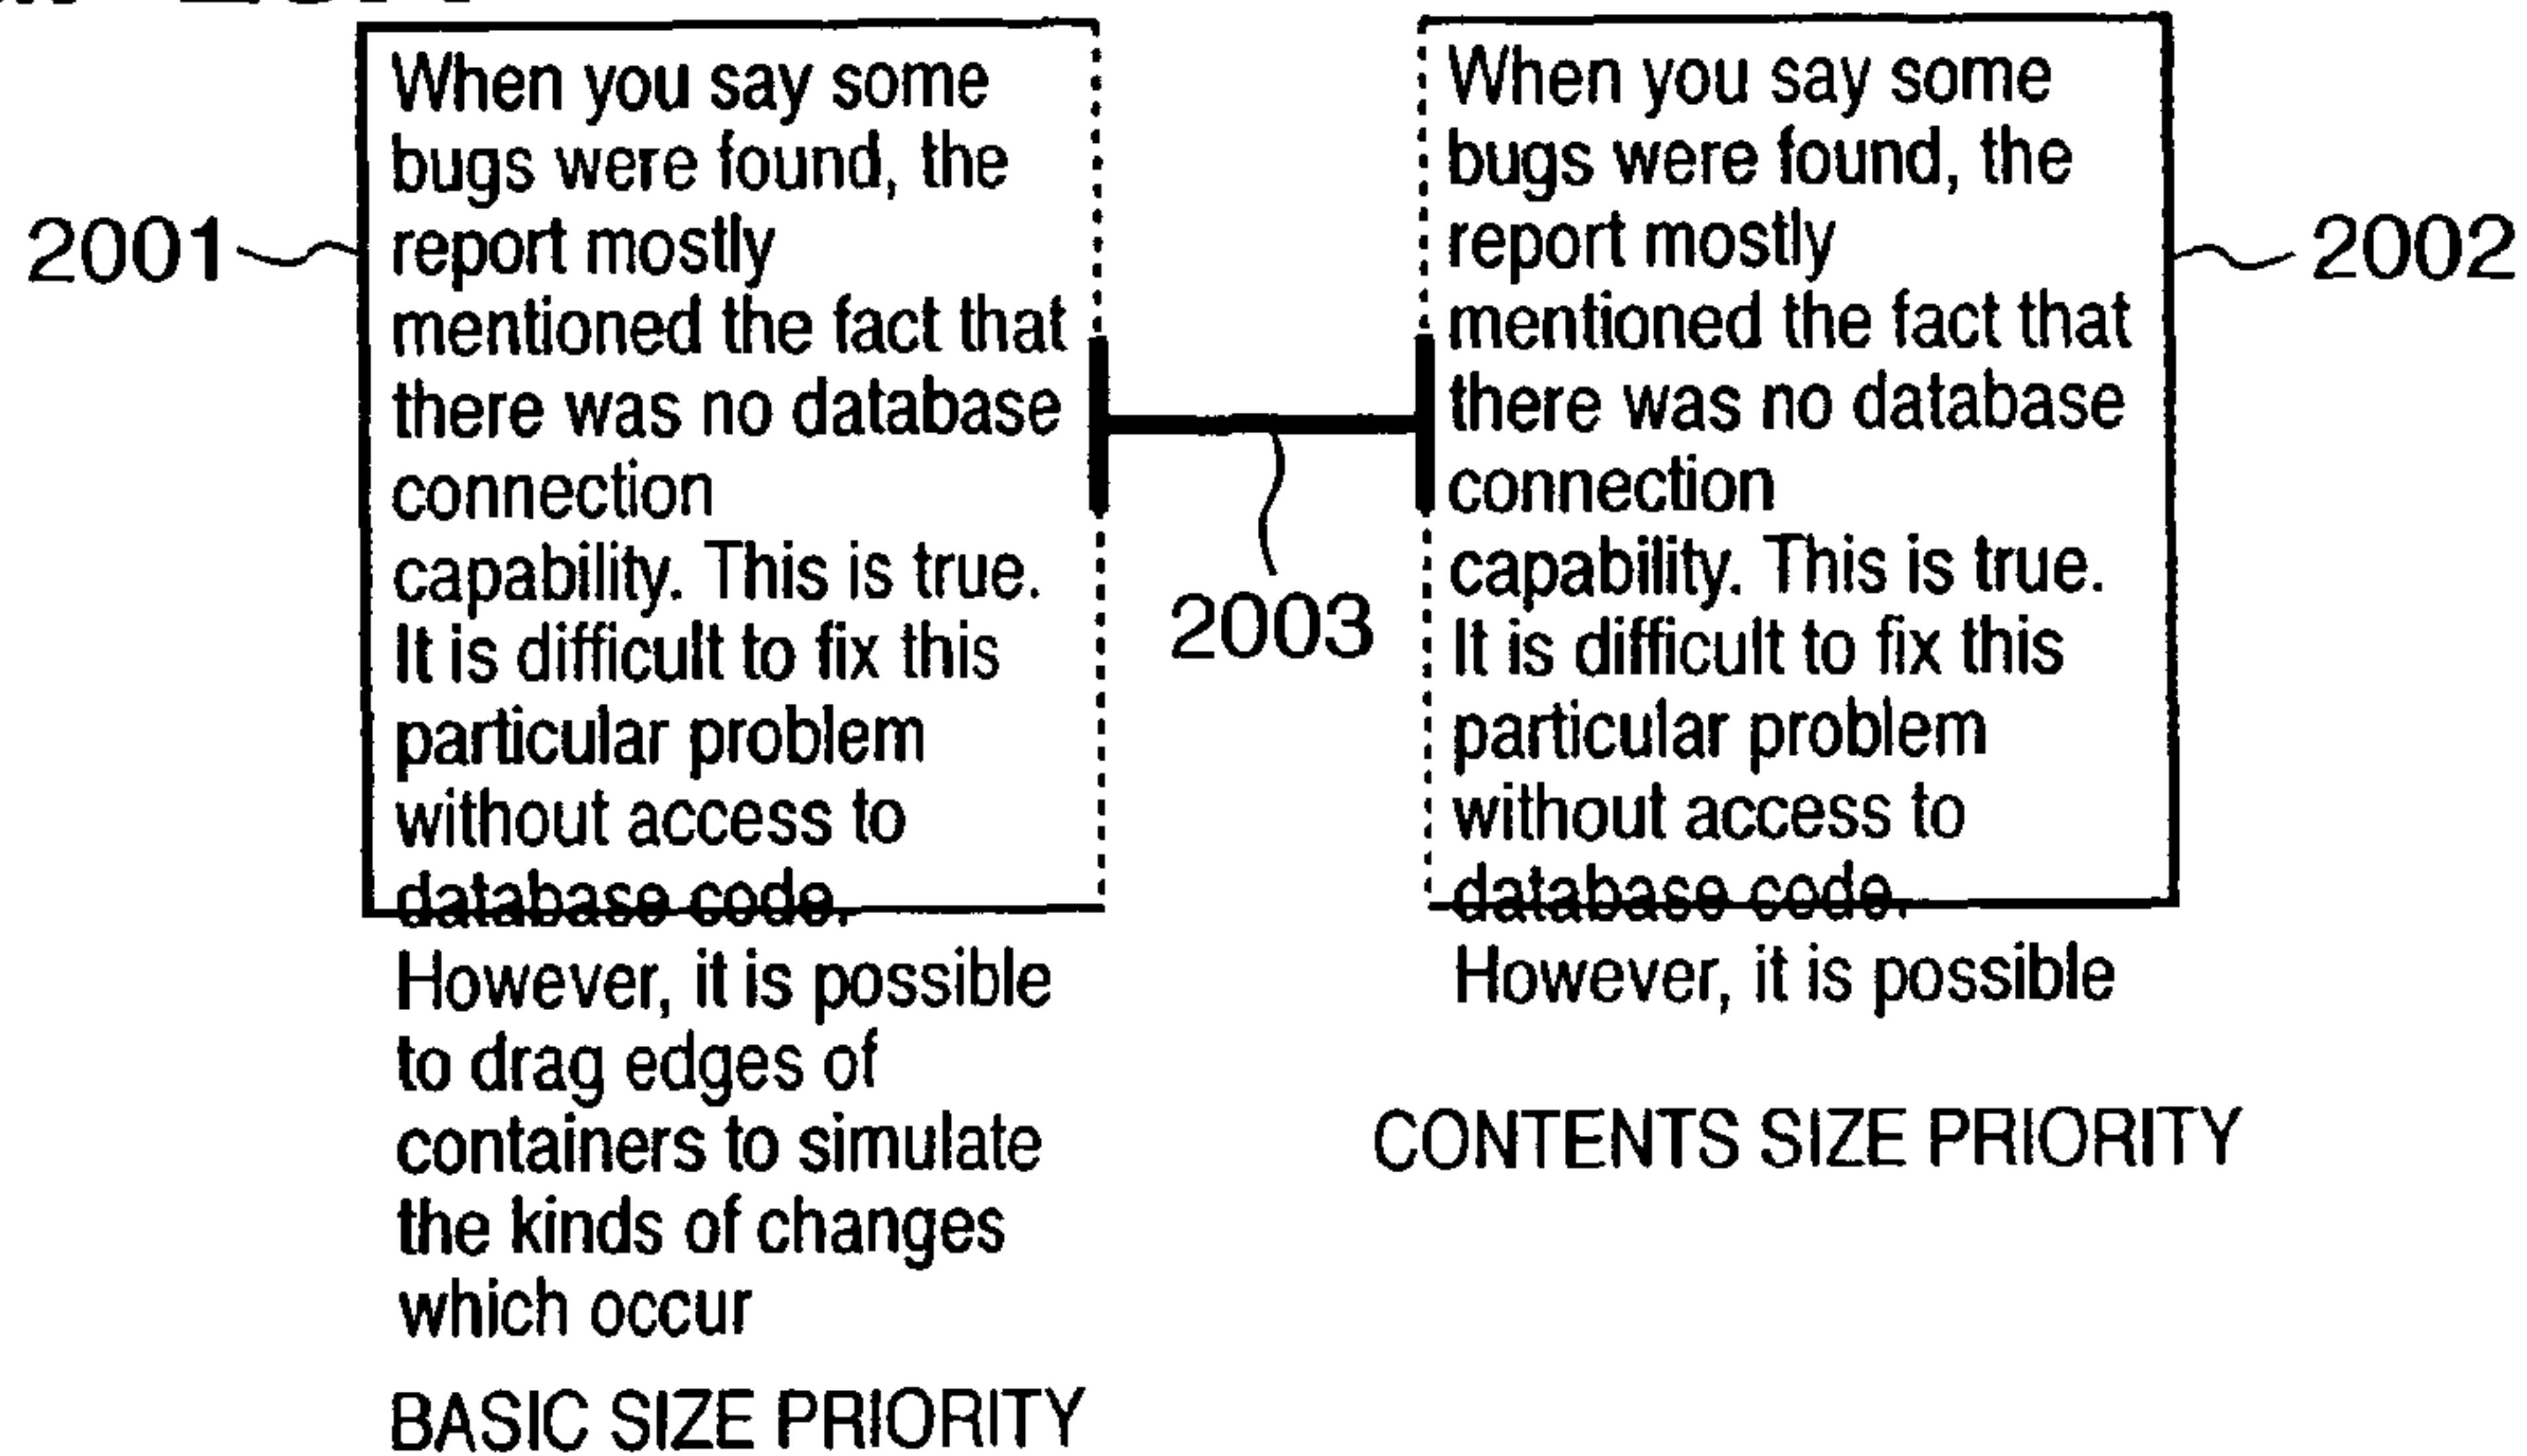 When you say some
bugs were found, the
report mostly
mentioned the fact that
there was no database
connection
capability. This is true.
It is difficult to fix this
particular problem
without access to
database code.
However, it is possible
to drag edges of
containers to simulate
the kinds of changes
which occur
BASIC SIZE PRIORITY
2001
2003
When you say some
bugs were found, the
report mostly
mentioned the fact that
there was no database
connection
capability. This is true.
It is difficult to fix this
particular problem
without access to
database code.
However, it is possible
CONTENTS SIZE PRIORITY
2002